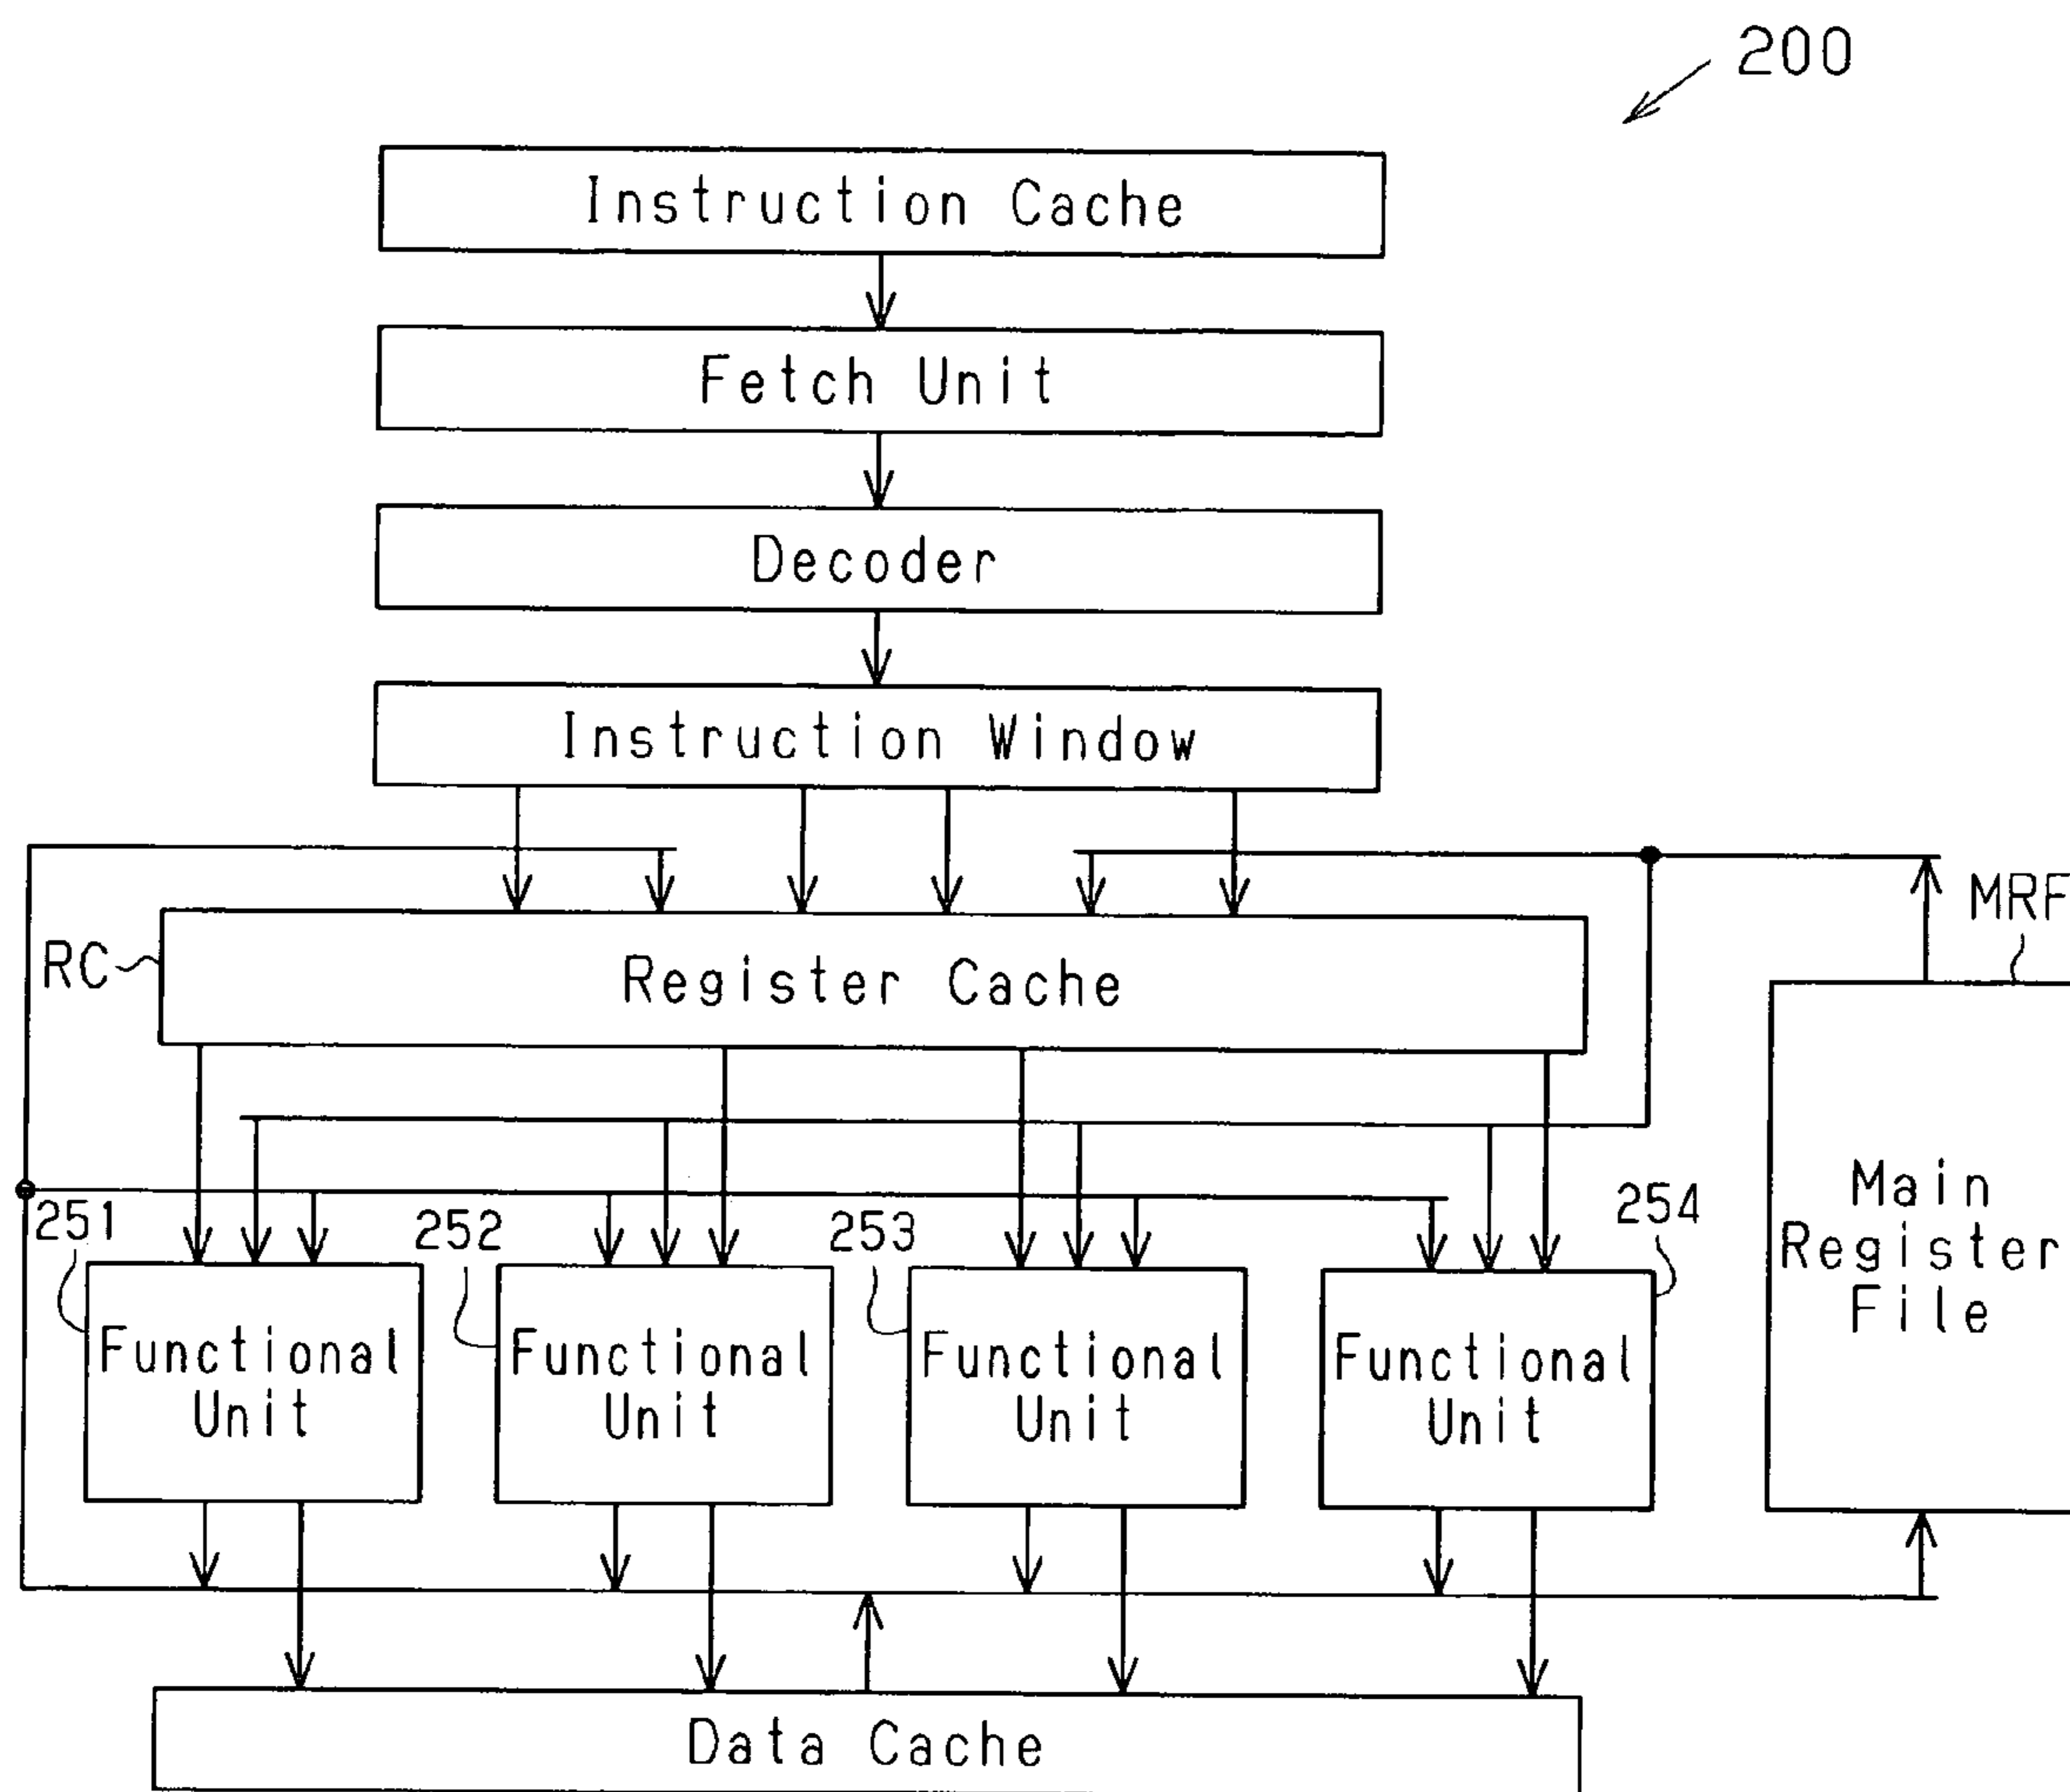 200
Instruction Cache
Fetch Unit
Decoder
Instruction Window
MRF
RC
Register Cache
Main
Register
File
251
252
253
254
Functional
Unit
Functional
Unit
Functional
Unit
Functional
Unit
Data Cache